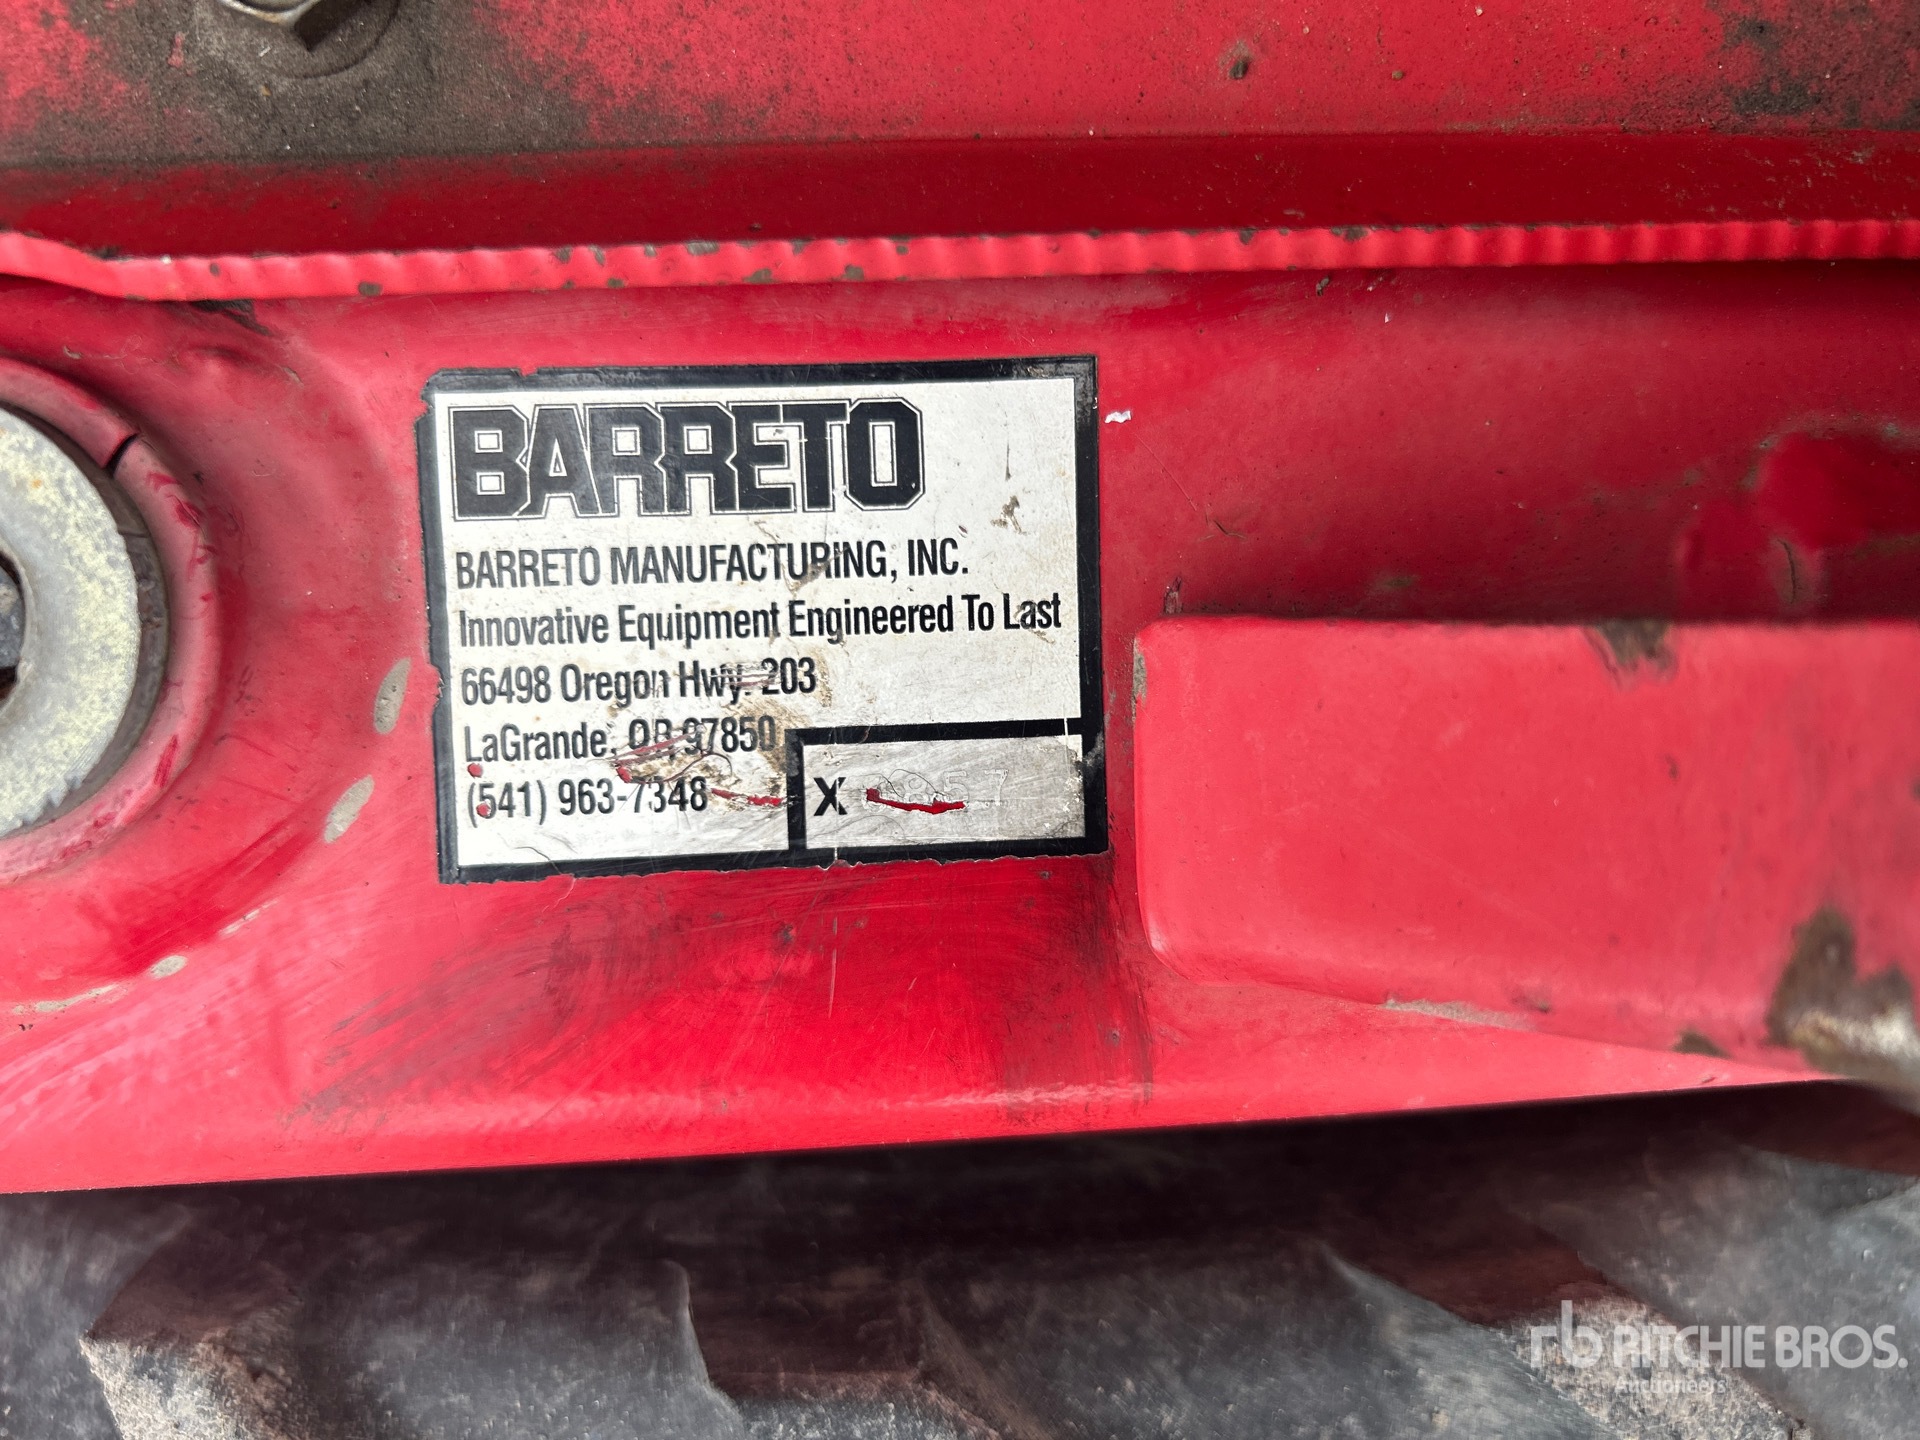 BARRETO
BARRETO MANUFACTURING, INC.
Innovative Equipment Engineered To Last
66498 Oregon Hwy. 203
LaGrande, OR 97850
(541) 963-7348
X
rb RITCHIE BROS.
Auctioneers